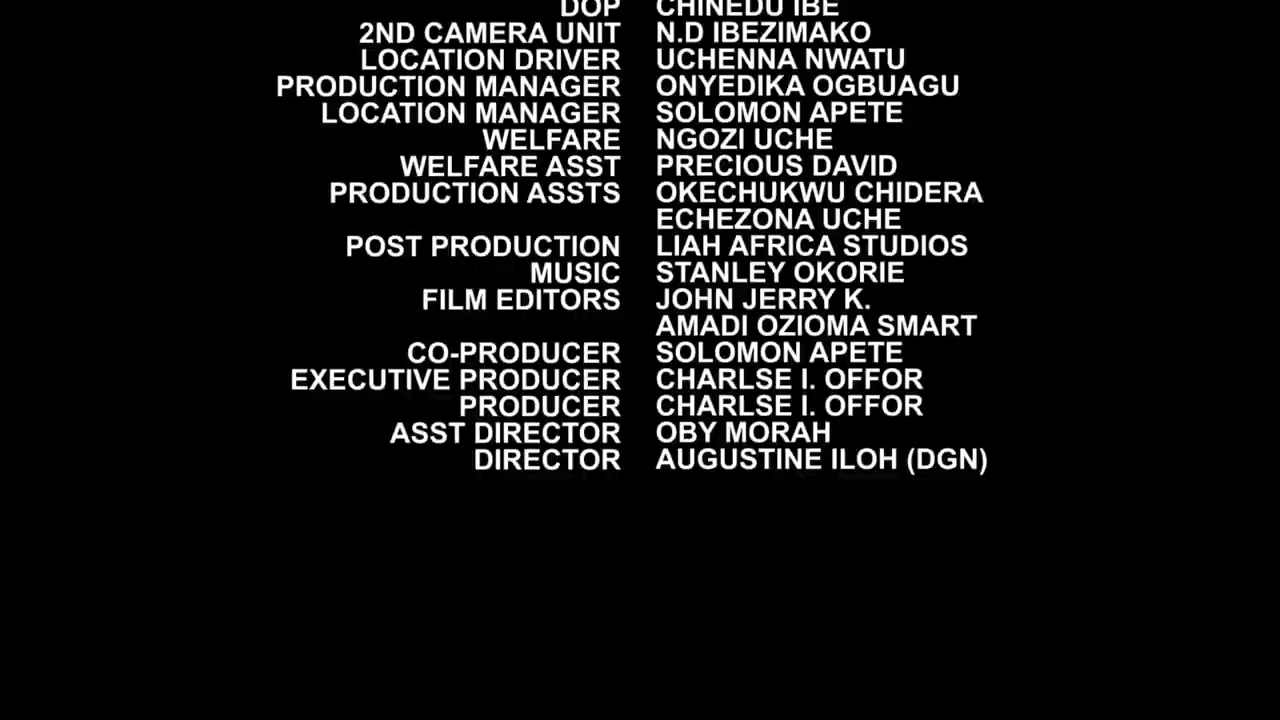 DOP CHINEDU IBE
2ND CAMERA UNIT N.D IBEZIMAKO
LOCATION DRIVER UCHENNA NWATU
PRODUCTION MANAGER ONYEDIKA OGBUAGU
LOCATION MANAGER SOLOMON APETE
WELFARE NGOZI UCHE
WELFARE ASST PRECIOUS DAVID
PRODUCTION ASSTS OKECHUKWU CHIDERA
ECHEZONA UCHE
POST PRODUCTION LIAH AFRICA STUDIOS
MUSIC STANLEY OKORIE
FILM EDITORS JOHN JERRY K.
AMADI OZIOMA SMART
CO-PRODUCER SOLOMON APETE
EXECUTIVE PRODUCER CHARLSE I. OFFOR
PRODUCER CHARLSE I. OFFOR
ASST DIRECTOR OBY MORAH
DIRECTOR AUGUSTINE ILOH (DGN)